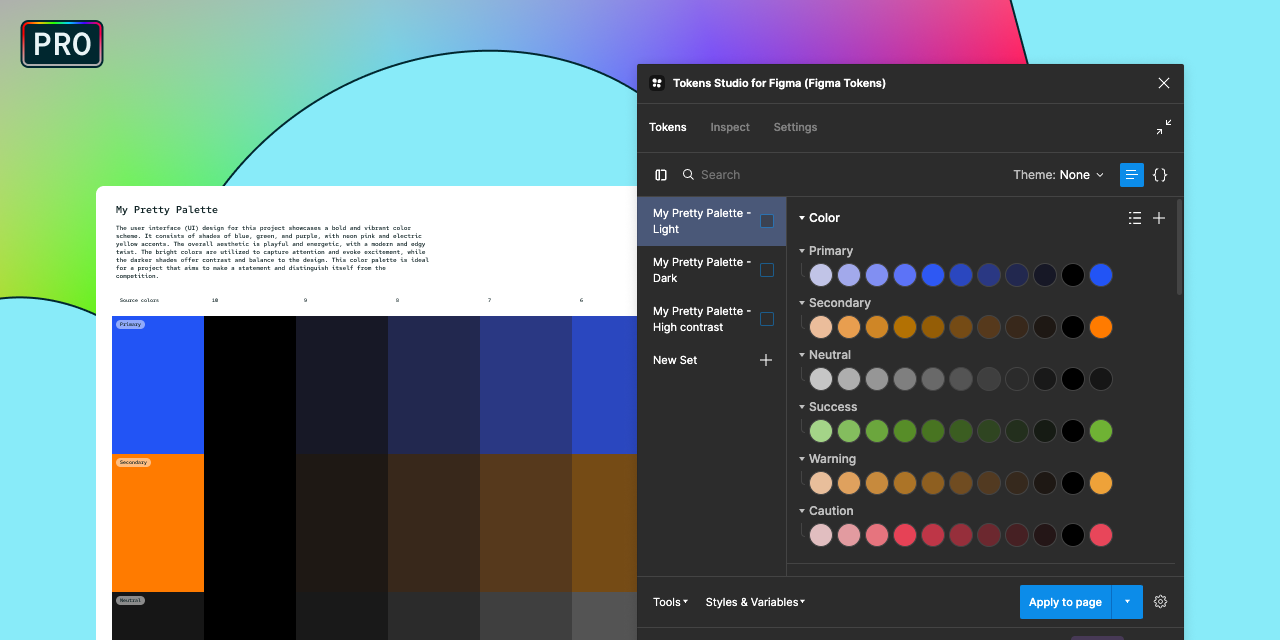 PRO
My Pretty Palette
The user interface (UI) design for this project showcases a bold and vibrant color
scheme. It consists of shades of blue, green, and purple, with neon pink and electric
yellow accents. The overall aesthetic is playful and energetic, with a modern and edgy
twist. The bright colors are utilized to capture attention and evoke excitement, while
the darker shades offer contrast and balance to the design. This color palette is ideal
for a project that aims to make a statement and distinguish itself from the
competition.
Source colors 10 9 8 7 6
Primary
Secondary
Neutral
Tokens Studio for Figma (Figma Tokens)
Tokens Inspect Settings
Search Theme: None {}
My Pretty Palette -
Light
My Pretty Palette -
Dark
My Pretty Palette -
High contrast
New Set
Color
Primary
Secondary
Neutral
Success
Warning
Caution
Tools Styles & Variables Apply to page